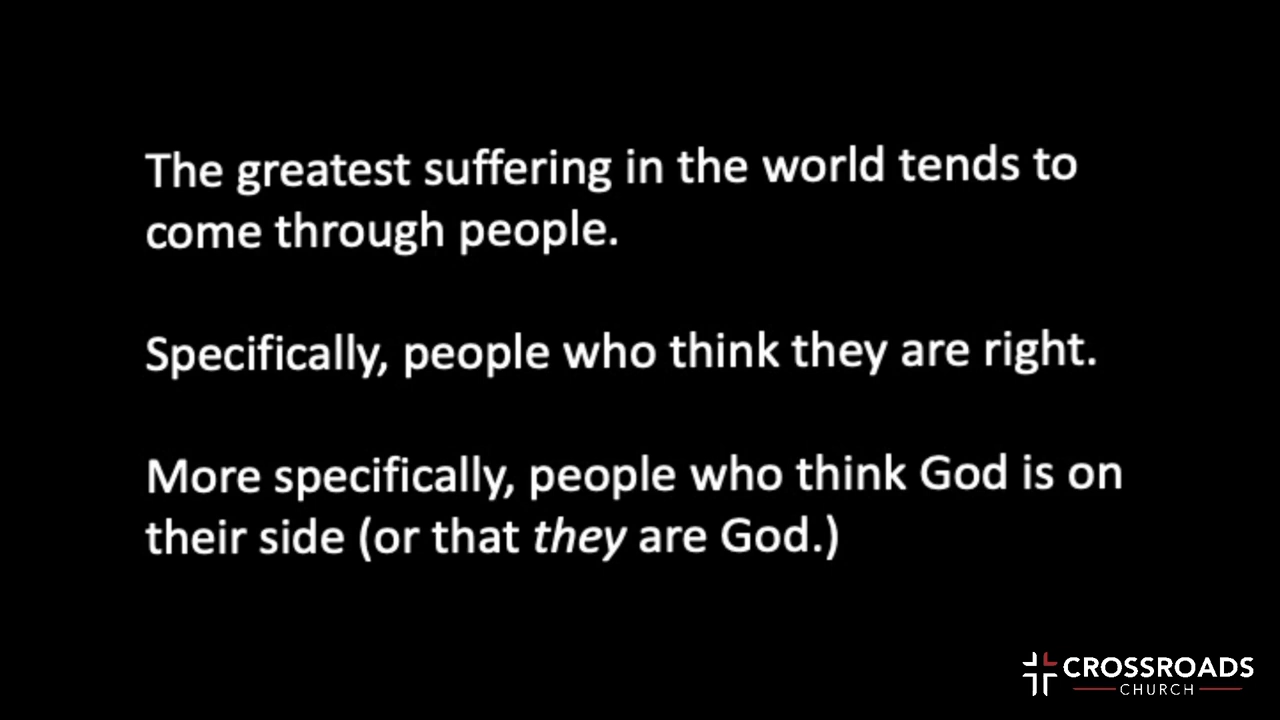 The greatest suffering in the world tends to
come through people.
Specifically, people who think they are right.
More specifically, people who think God is on
their side (or that they are God.)
CROSSROADS
CHURCH